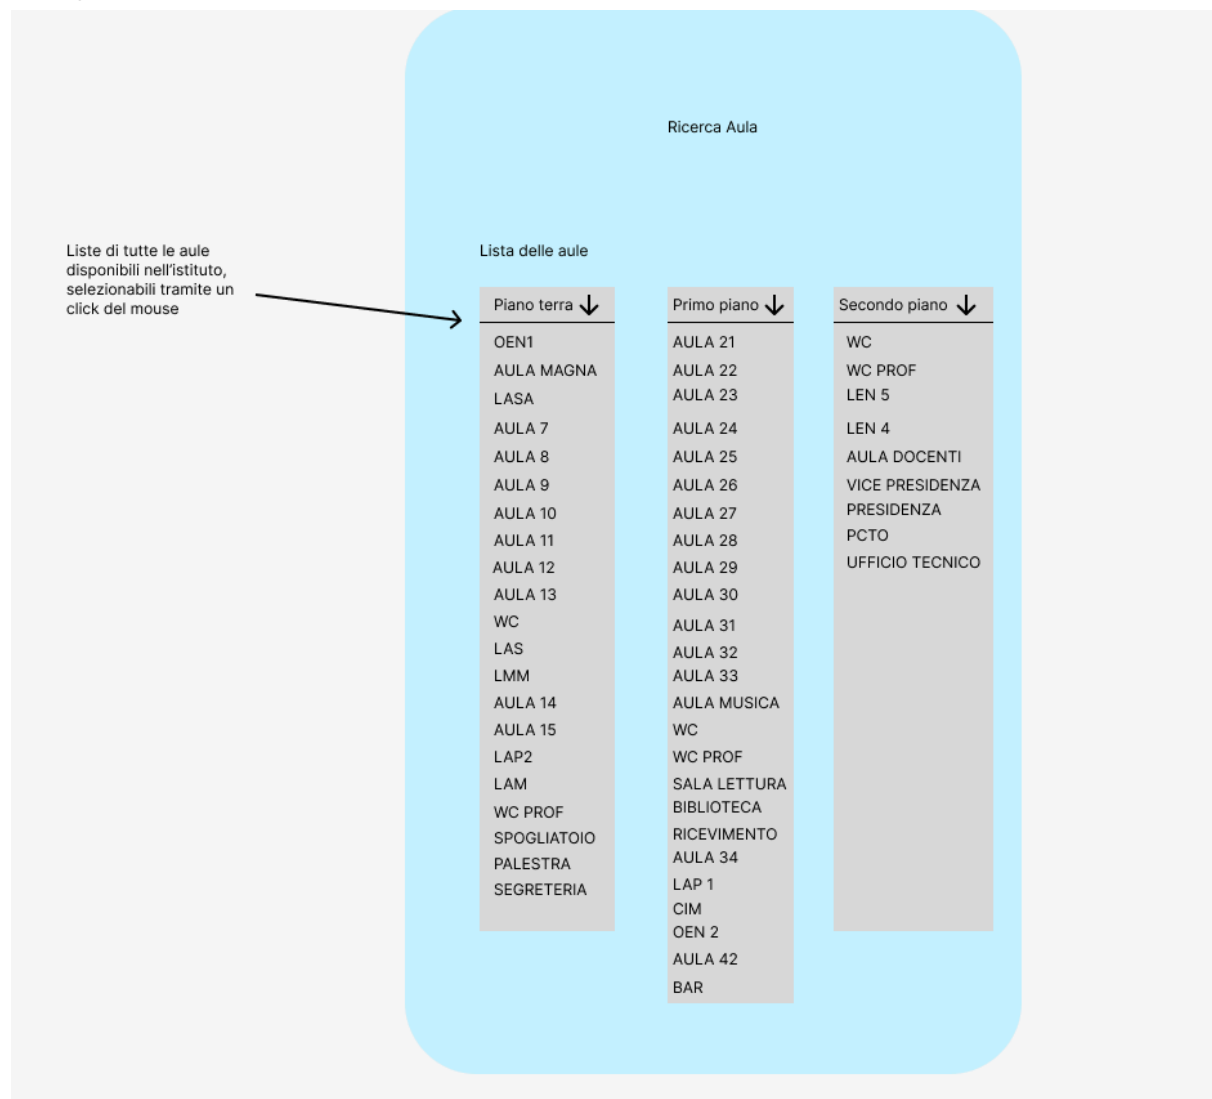 Ricerca Aula
Liste di tutte le aule
disponibili nell'istituto,
selezionabili tramite un
click del mouse
Lista delle aule
Piano terra
OEN1
AULA MAGNA
LASA
AULA 7
AULA 8
AULA 9
AULA 10
AULA 11
AULA 12
AULA 13
WC
LAS
LMM
AULA 14
AULA 15
LAP2
LAM
WC PROF
SPOGLIATOIO
PALESTRA
SEGRETERIA
Primo piano
AULA 21
AULA 22
AULA 23
AULA 24
AULA 25
AULA 26
AULA 27
AULA 28
AULA 29
AULA 30
AULA 31
AULA 32
AULA 33
AULA MUSICA
WC
WC PROF
SALA LETTURA
BIBLIOTECA
RICEVIMENTO
AULA 34
LAP 1
CIM
OEN 2
AULA 42
BAR
Secondo piano
WC
WC PROF
LEN 5
LEN 4
AULA DOCENTI
VICE PRESIDENZA
PRESIDENZA
PCTO
UFFICIO TECNICO